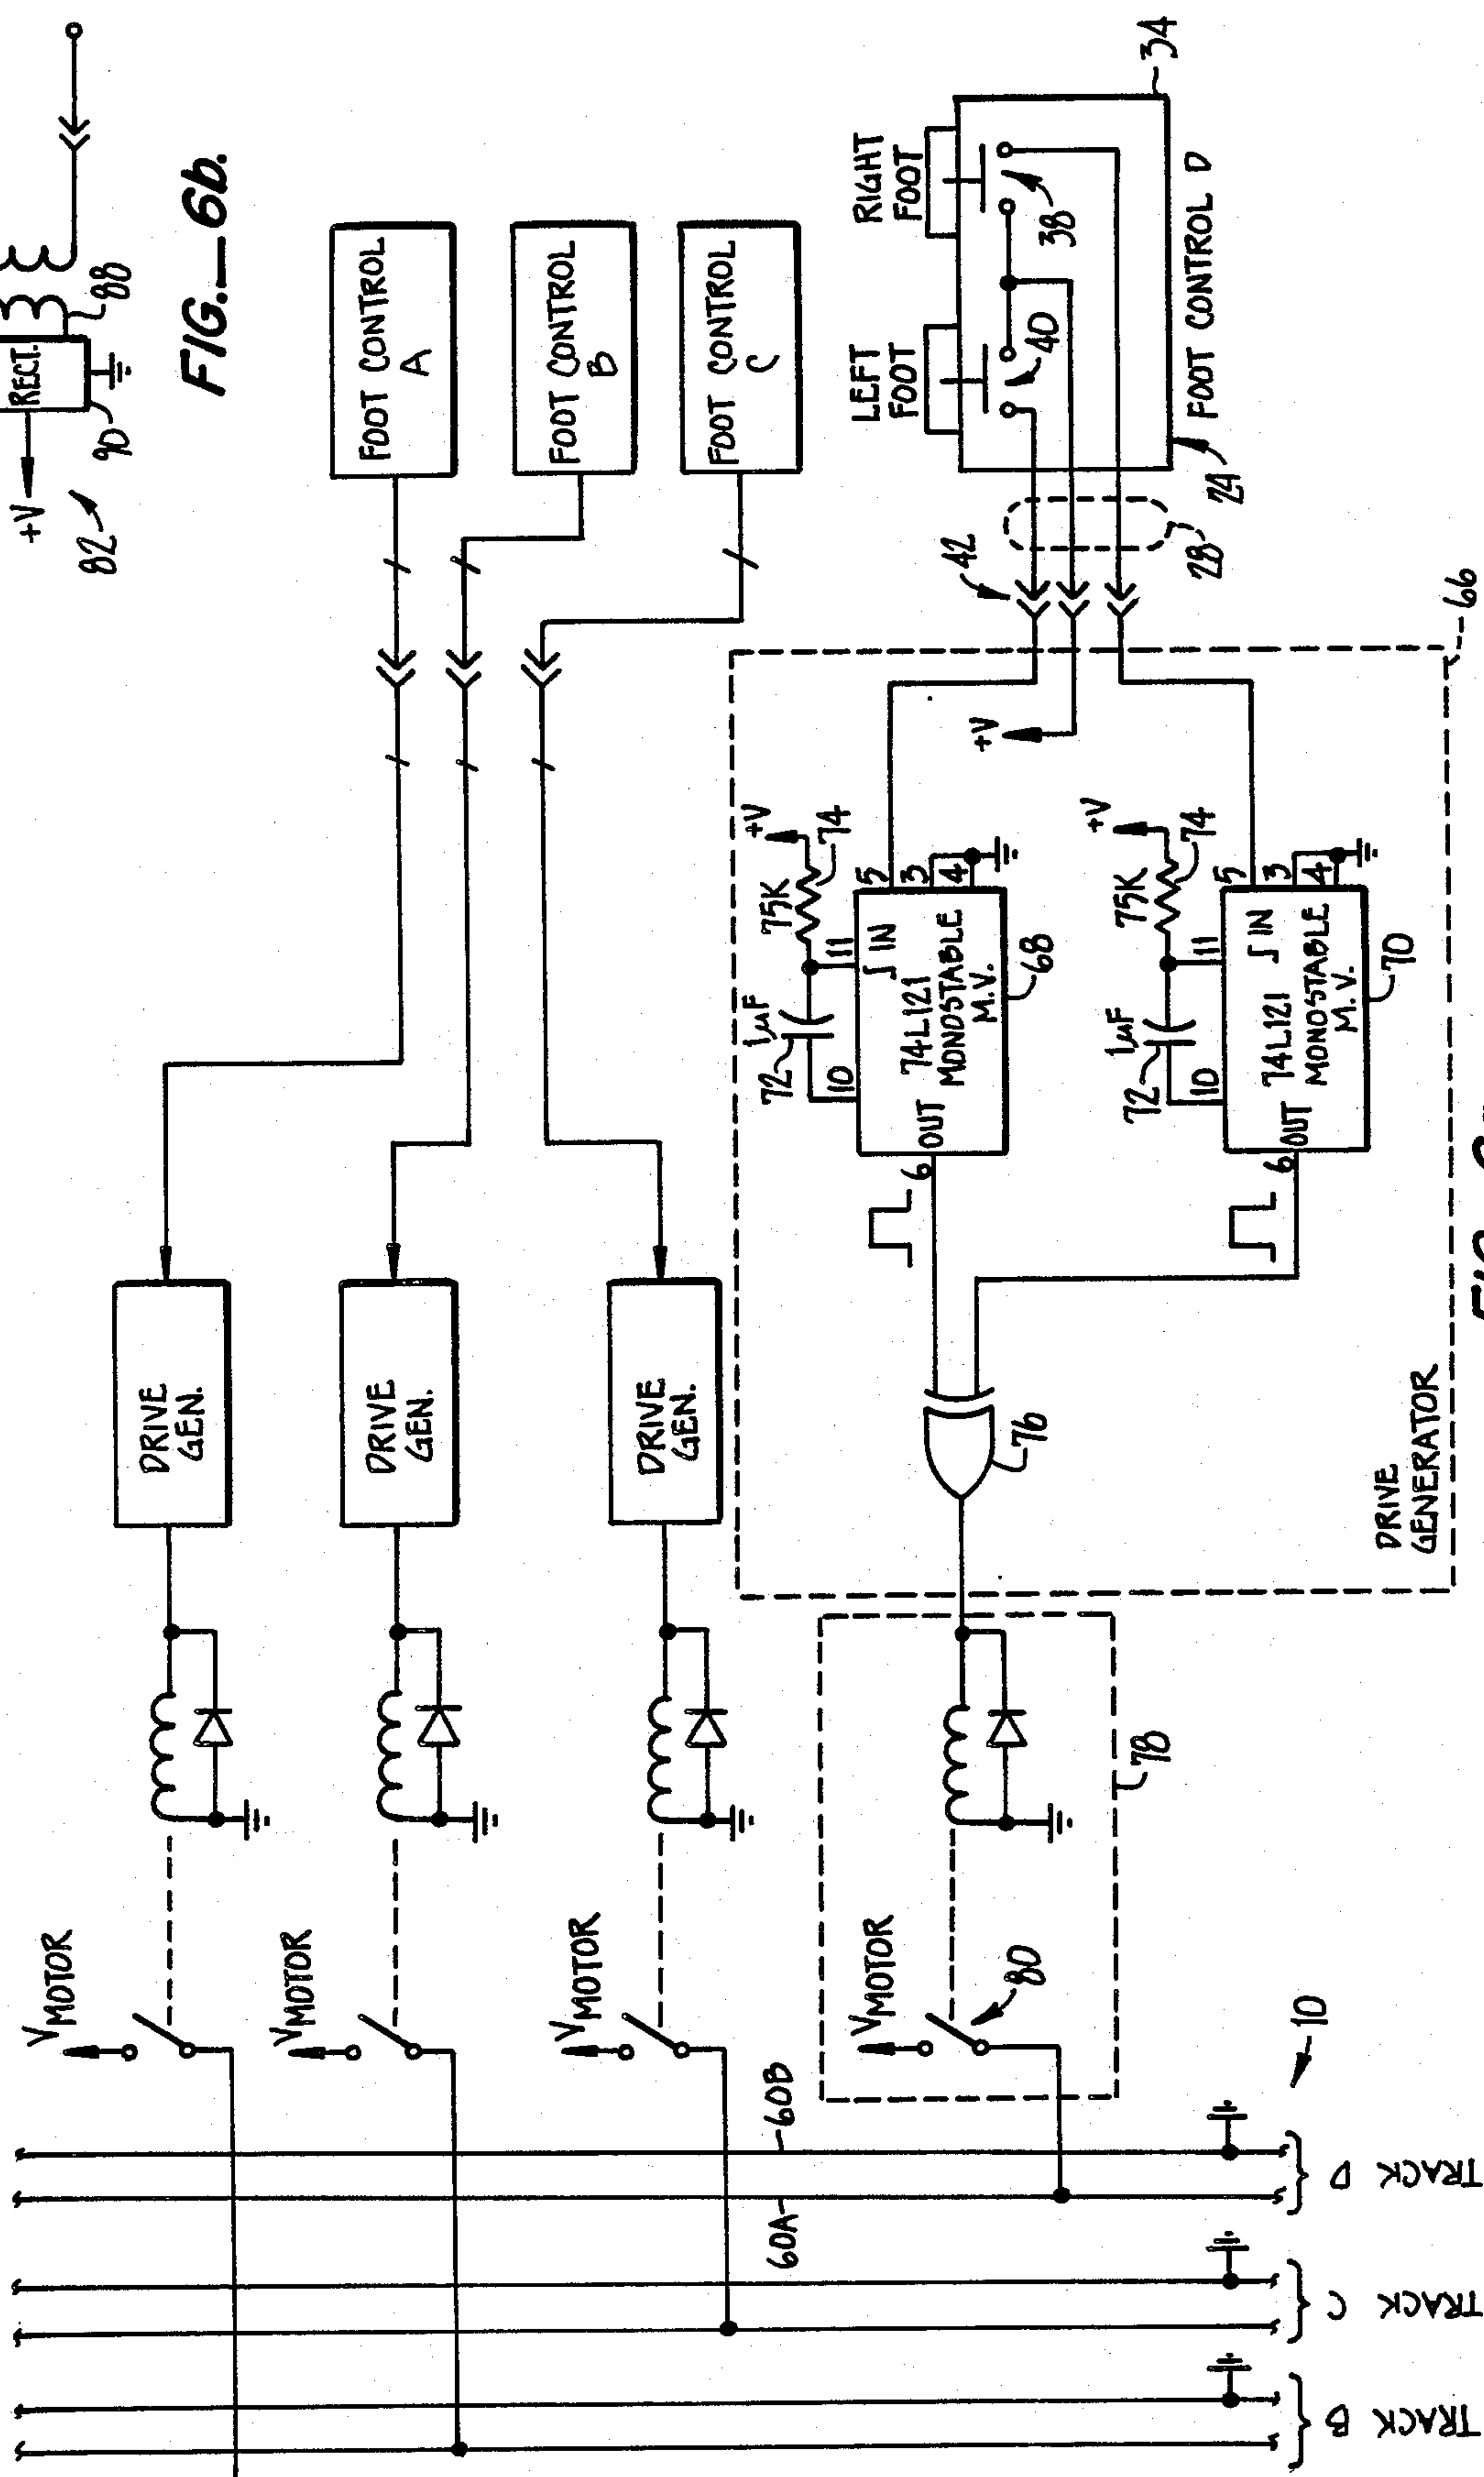 +V
RECT.
88
90
82
FIG.—6b.
FOOT CONTROL
A
FOOT CONTROL
B
FOOT CONTROL
C
DRIVE
GEN.
DRIVE
GEN.
DRIVE
GEN.
VMOTOR
VMOTOR
VMOTOR
VMOTOR
80
78
RIGHT
FOOT
LEFT
FOOT
38
40
34
FOOT CONTROL D
24
28
42
66
+V
+V
74
75K
1µF
72
11
10
5
3
4
∫ IN
74L121
MONOSTABLE
M.V.
OUT
6
68
+V
74
75K
1µF
72
11
10
5
3
4
∫ IN
74L121
MONOSTABLE
M.V.
OUT
6
70
76
DRIVE
GENERATOR
60B
60A
10
TRACK D
TRACK C
TRACK B